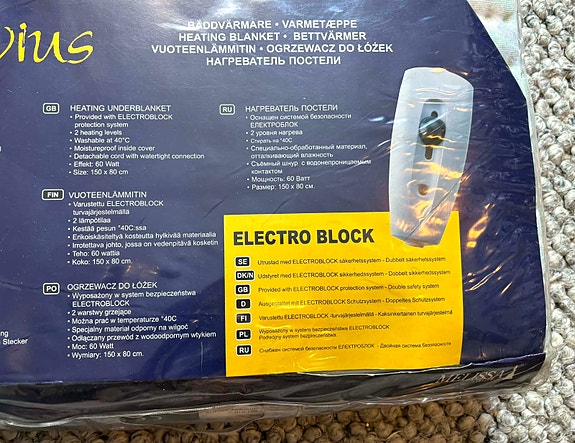 vius
BÄDDVÄRMARE • VARMETÆPPE
HEATING BLANKET • BETTVÄRMER
VUOTEENLÄMMITIN • OGRZEWACZ DO ŁÓŻEK
НАГРЕВАТЕЛЬ ПОСТЕЛИ
GB HEATING UNDERBLANKET
• Provided with ELECTROBLOCK
protection system
• 2 heating levels
• Washable at 40°C
• Moistureproof inside cover
• Detachable cord with watertight connection
• Effekt: 60 Watt
• Size: 150 x 80 cm.
FIN VUOTEENLÄMMITIN
• Varustettu ELECTROBLOCK
turvajärjestelmällä
• 2 lämpötilaa
• Kestää pesun °40C:ssa
• Erikoiskäsiteltyä kosteutta hylkivää materiaalia
• Irrotettava johto, jossa on vedenpitävä kosketin
• Teho: 60 wattia
• Koko: 150 x 80 cm.
PO OGRZEWACZ DO ŁÓZEK
• Wyposazony w system bezpieczeństwa
ELECTROBLOCK
• 2 warstwy grzejące
• Można prać w temperaturze °40C
• Specjalny material odporny na wilgoć
• Odłączany przewód z wodoodpornym wtykiem
• Moc: 60 Watt
• Wymiary: 150 x 80 cm.
ng
Stecker
RU НАГРЕВАТЕЛЬ ПОСТЕЛИ
• Оснащен системой безопасности
ЕЛЕКТРОБЛОК
• 2 уровня нагрева
• Стирать на °40C
• Специально-обработанный материал,
отталкивающий влажность
• Съёмный шнур с водонепроницаемым
контактом
• Мощность: 60 Ватт
• Размер: 150 x 80 см.
ELECTRO BLOCK
SE Utrustad med ELECTROBLOCK säkerhetssystem - Dubbelt säkerhetssystem
DK/N Udstyret med ELECTROBLOCK sikkerhedssystem - Dobbelt sikkerhedssystem
GB Provided with ELECTROBLOCK protection system - Double safety system
D Ausgestattet mit ELECTROBLOCK Schutzsystem - Doppeltes Schutzsystem
FI Varustettu ELECTROBLOCK -turvajärjestelmällä - Kaksinkertainen turvajärjestelmä
PL Wyposazony w system bezpieczeństwa ELECTROBLOCK
Podwójny system bezpieczeństwa
RU Снабжен системой безопасности ЕЛЕКТРОБЛОК - Двойная система безопасности
MELISSA